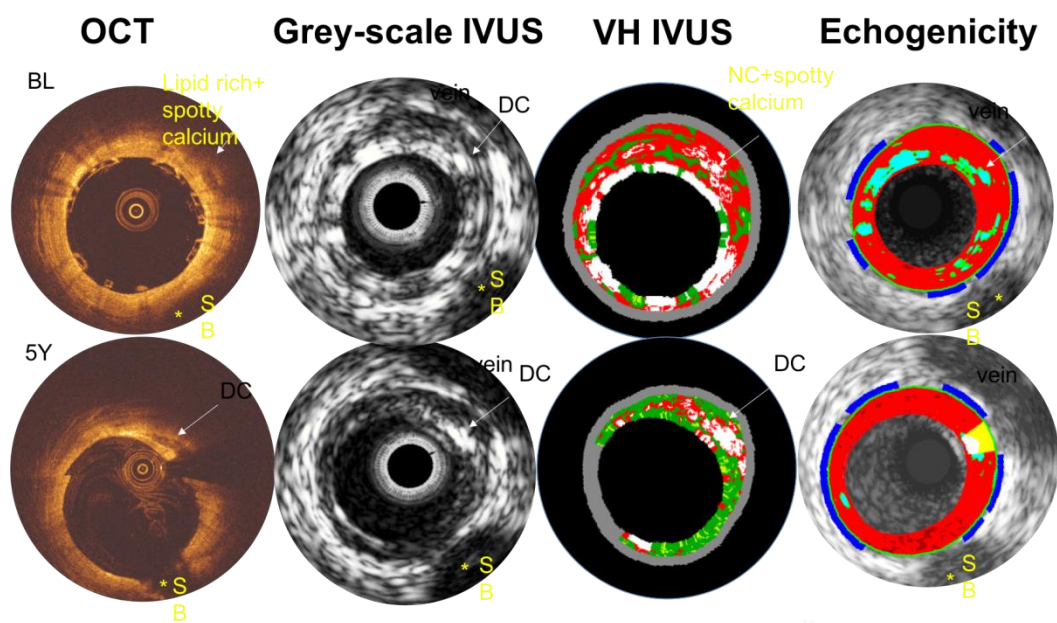 OCT
Grey-scale IVUS
VH IVUS
Echogenicity
BL
Lipid rich+
spotty
calcium
vein
DC
* S
B
NC+spotty
calcium
vein
S *
B
5Y
DC
* S
B
vein
DC
* S
B
DC
vein
* S
B